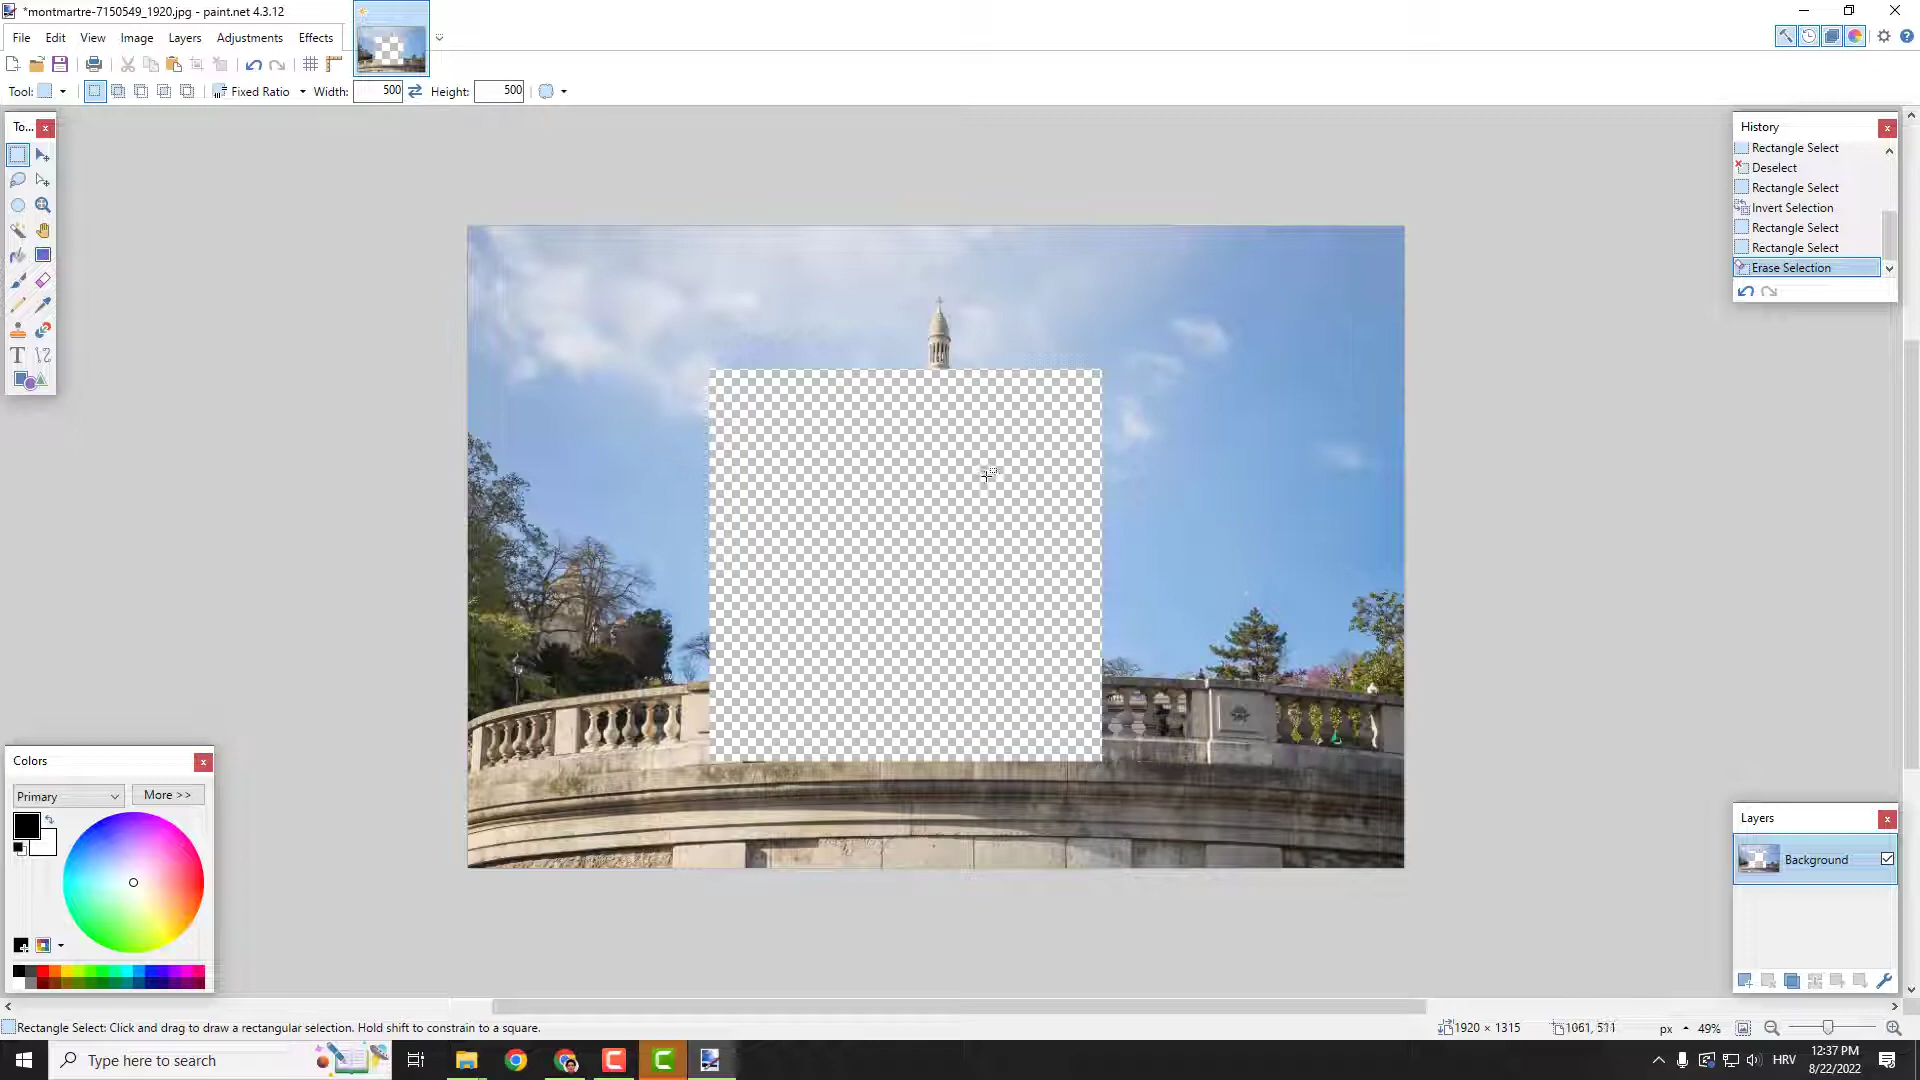 *montmartre-7150549_1920.jpg - paint.net 4.3.12
File Edit View Image Layers Adjustments Effects
Tool: Fixed Ratio Width: 500 Height: 500
To...
History
Rectangle Select
Deselect
Rectangle Select
Invert Selection
Rectangle Select
Rectangle Select
Erase Selection
Colors
Primary More >>
Layers
Background
Rectangle Select: Click and drag to draw a rectangular selection. Hold shift to constrain to a square.
1920 × 1315 1061, 511 px 49%
Type here to search
HRV
12:37 PM
8/22/2022